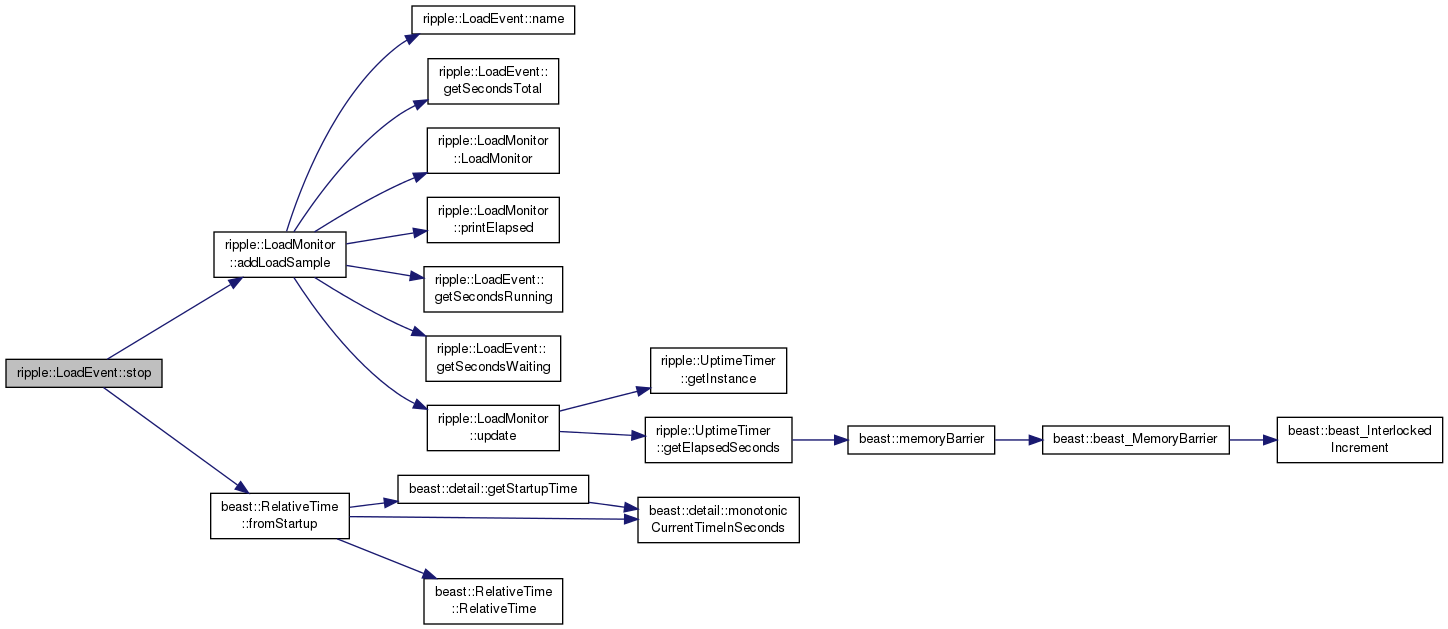 ripple::LoadEvent::name
ripple::LoadEvent::
getSecondsTotal
ripple::LoadMonitor
::LoadMonitor
ripple::LoadMonitor
::printElapsed
ripple::LoadMonitor
::addLoadSample
ripple::LoadEvent::
getSecondsRunning
ripple::LoadEvent::
getSecondsWaiting
ripple::LoadEvent::stop
ripple::UptimeTimer
::getInstance
ripple::LoadMonitor
::update
ripple::UptimeTimer
::getElapsedSeconds
beast::memoryBarrier
beast::beast_MemoryBarrier
beast::beast_Interlocked
Increment
beast::detail::getStartupTime
beast::RelativeTime
::fromStartup
beast::detail::monotonic
CurrentTimeInSeconds
beast::RelativeTime
::RelativeTime